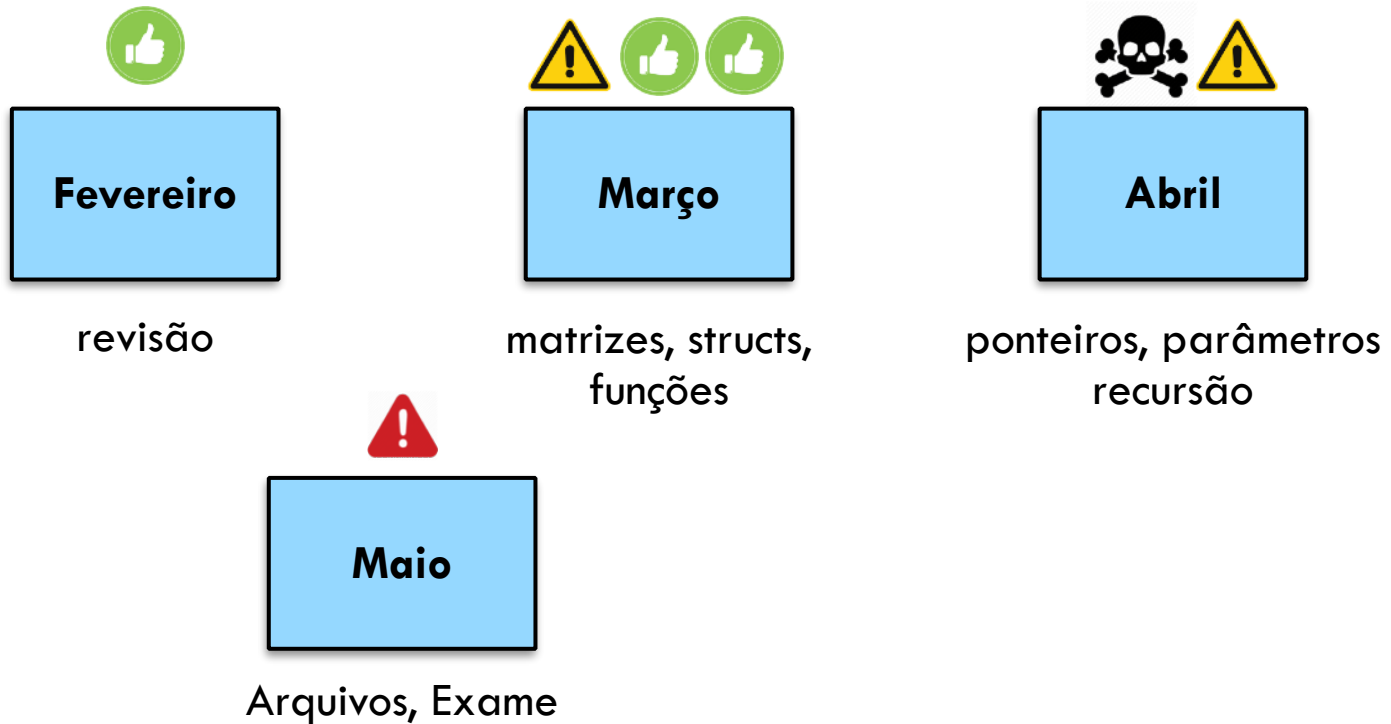 Fevereiro
revisão
Março
matrizes, structs,
funções
Abril
ponteiros, parâmetros
recursão
Maio
Arquivos, Exame